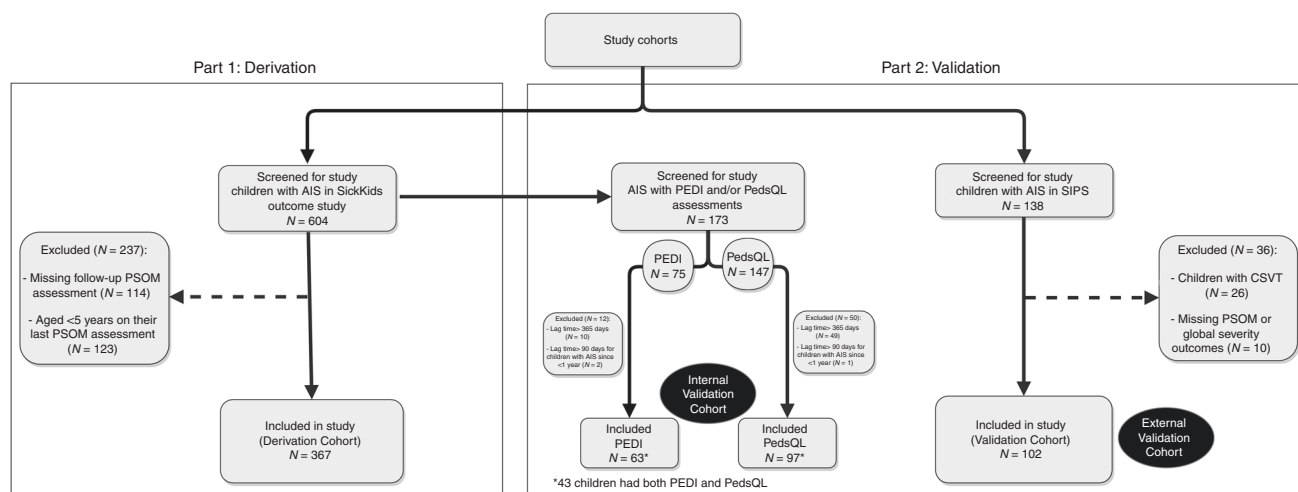 Study cohorts
Part 1: Derivation
Part 2: Validation
Screened for study
children with AIS in SickKids
outcome study
N = 604
Screened for study
AIS with PEDI and/or PedsQL
assessments
N = 173
Screened for study
children with AIS in SIPS
N = 138
Excluded (N = 237):
- Missing follow-up PSOM
assessment (N = 114)
- Aged <5 years on their
last PSOM assessment
(N = 123)
PEDI
N = 75
PedsQL
N = 147
Excluded (N = 36):
- Children with CSVT
(N = 26)
- Missing PSOM or
global severity
outcomes (N = 10)
Excluded (N = 12):
- Lag time> 365 days
(N = 10)
- Lag time> 90 days for
children with AIS since
<1 year (N = 2)
Excluded (N = 50):
- Lag time> 365 days
(N = 49)
- Lag time> 90 days for
children with AIS since
<1 year (N = 1)
Internal
Validation
Cohort
Included in study
(Derivation Cohort)
N = 367
Included
PEDI
N = 63*
Included
PedsQL
N = 97*
Included in study
(Validation Cohort)
N = 102
External
Validation
Cohort
*43 children had both PEDI and PedsQL